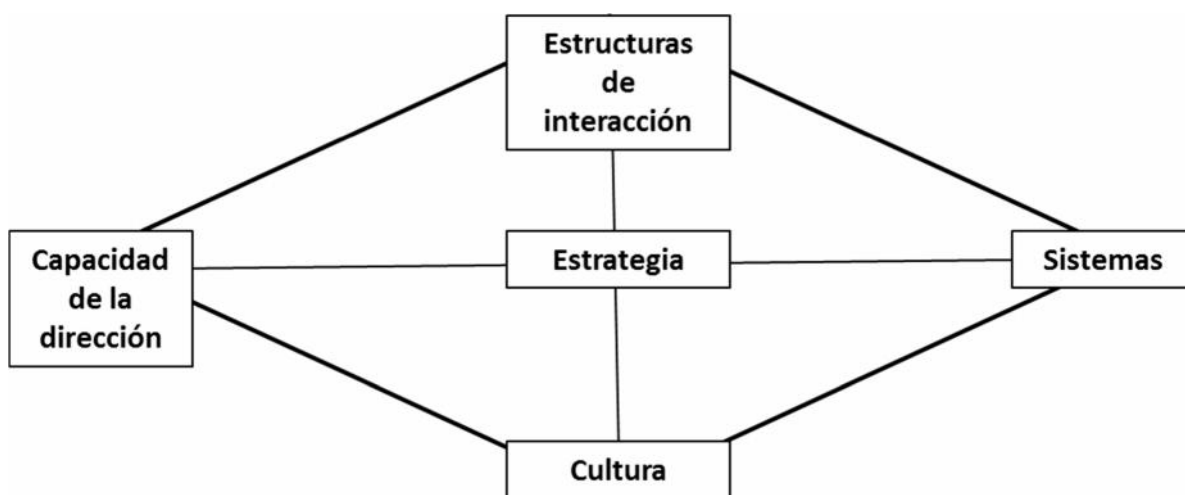 Estructuras
de
interacción
Capacidad
de la
dirección
Estrategia
Sistemas
Cultura